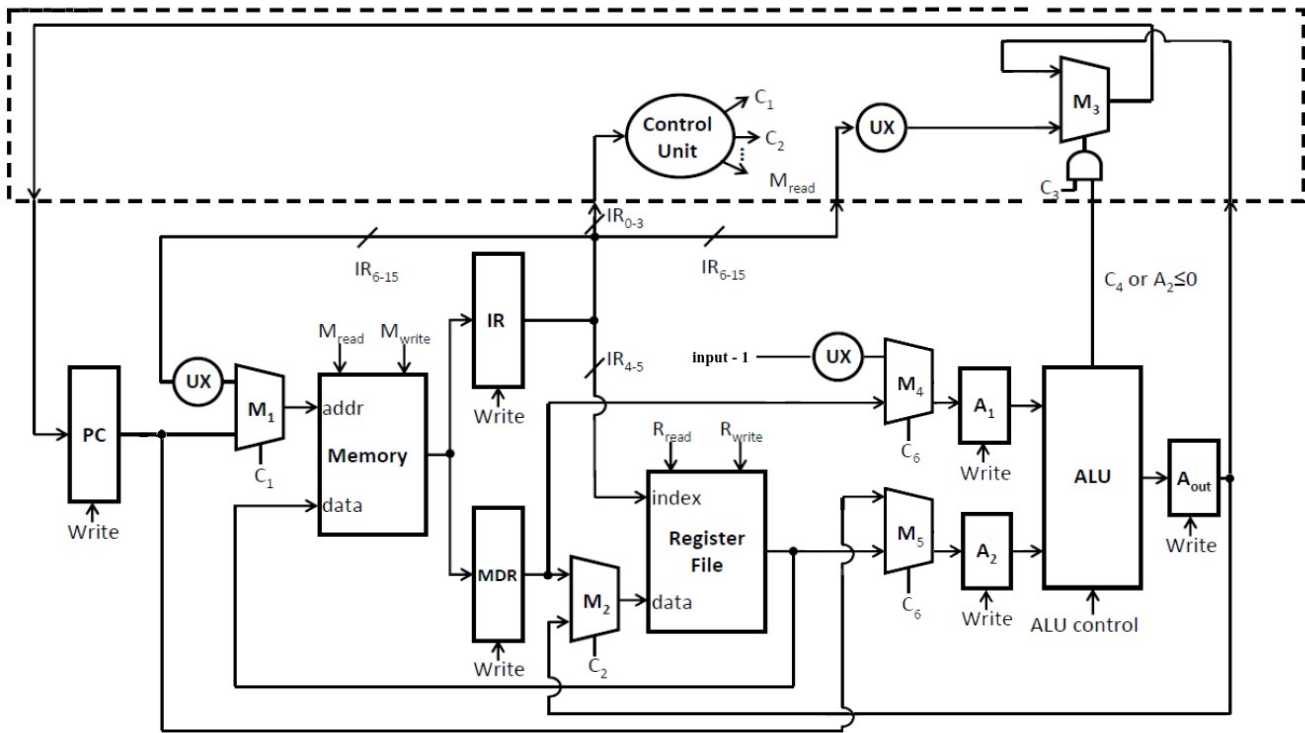 C1
M3
Control Unit
UX
C2
Mread
C3
IR0-3
IR6-15
IR6-15
C4 or A2≤0
IR
Mread
Mwrite
input - 1
UX
IR4-5
UX
M1
addr
M4
A1
PC
Write
Rread
Rwrite
Memory
C1
C6
Write
ALU
Aout
data
index
Write
M5
Register File
A2
Write
MDR
M2
data
C6
Write
ALU control
Write
C2